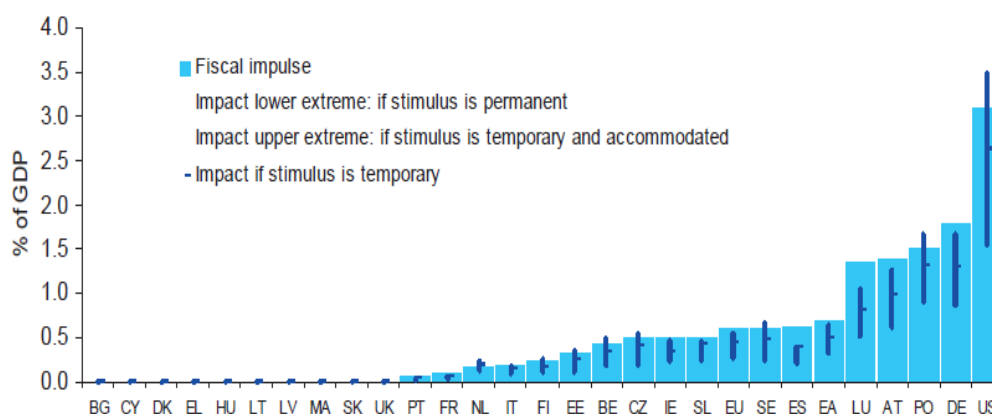 4.0
3.5
3.0
2.5
2.0
1.5
1.0
0.5
0.0
% of GDP
Fiscal impulse
Impact lower extreme: if stimulus is permanent
Impact upper extreme: if stimulus is temporary and accommodated
Impact if stimulus is temporary
BG CY DK EL HU LT LV MA SK UK PT FR NL IT FI EE BE CZ IE SL EU SE ES EA LU AT PO DE US